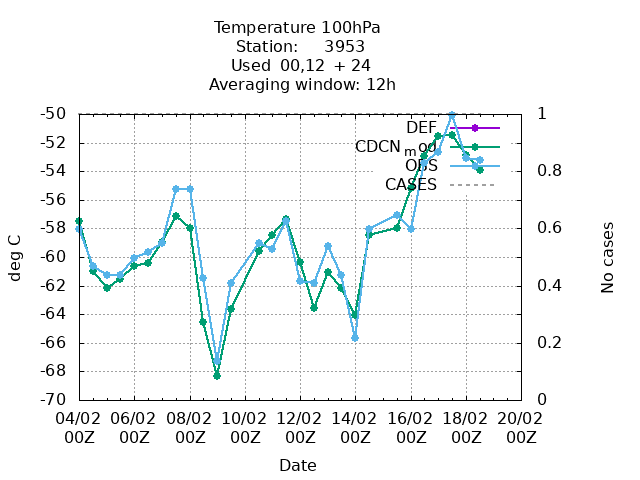 Temperature 100hPa
Station: 3953
Used 00,12 + 24
Averaging window: 12h
-50 1
DEF
-52
CDCN_mod
-54 0.8
OBS
-56
CASES
-58 0.6
-60
-62 0.4
-64
-66 0.2
-68
-70 0
deg C
No cases
04/02 06/02 08/02 10/02 12/02 14/02 16/02 18/02 20/02
00Z 00Z 00Z 00Z 00Z 00Z 00Z 00Z 00Z
Date